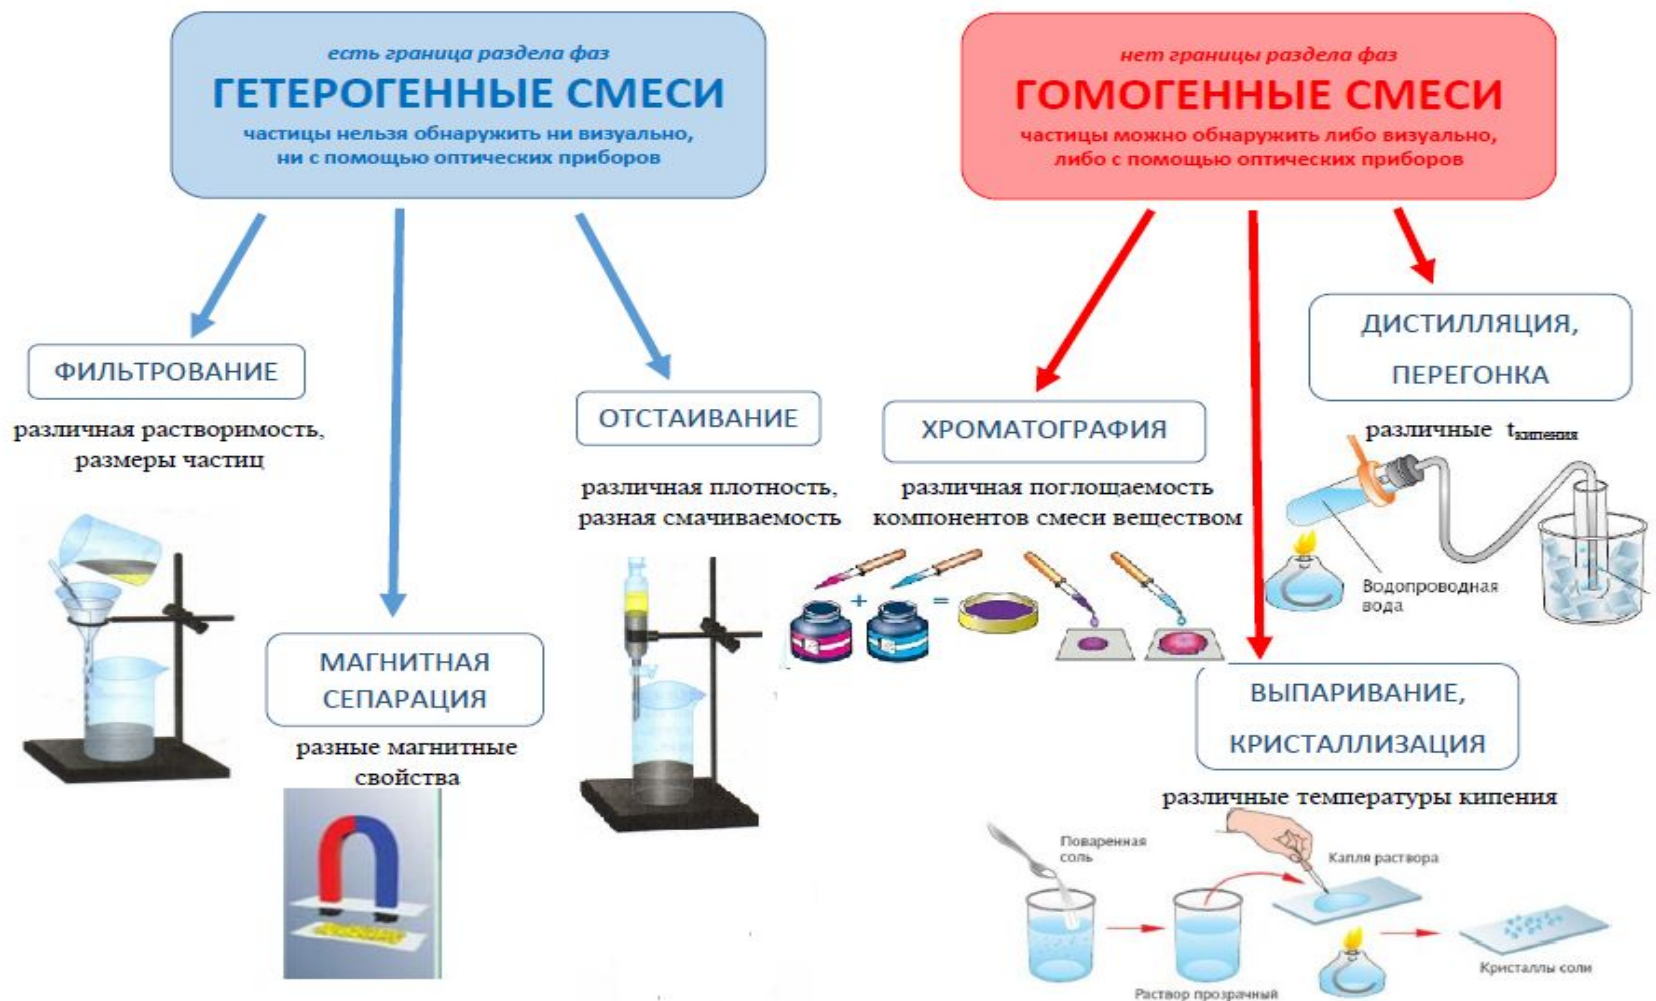 есть граница раздела фаз
ГЕТЕРОГЕННЫЕ СМЕСИ
частицы нельзя обнаружить ни визуально,
ни с помощью оптических приборов
нет границы раздела фаз
ГОМОГЕННЫЕ СМЕСИ
частицы можно обнаружить либо визуально,
либо с помощью оптических приборов
ФИЛЬТРОВАНИЕ
различная растворимость,
размеры частиц
МАГНИТНАЯ
СЕПАРАЦИЯ
разные магнитные
свойства
ОТСТАИВАНИЕ
различная плотность,
разная смачиваемость
ХРОМАТОГРАФИЯ
различная поглощаемость
компонентов смеси веществом
+
=
ДИСТИЛЛЯЦИЯ,
ПЕРЕГОНКА
различные tкипения
Водопроводная
вода
ВЫПАРИВАНИЕ,
КРИСТАЛЛИЗАЦИЯ
различные температуры кипения
Поваренная
соль
Капля раствора
Кристаллы соли
Раствор прозрачный